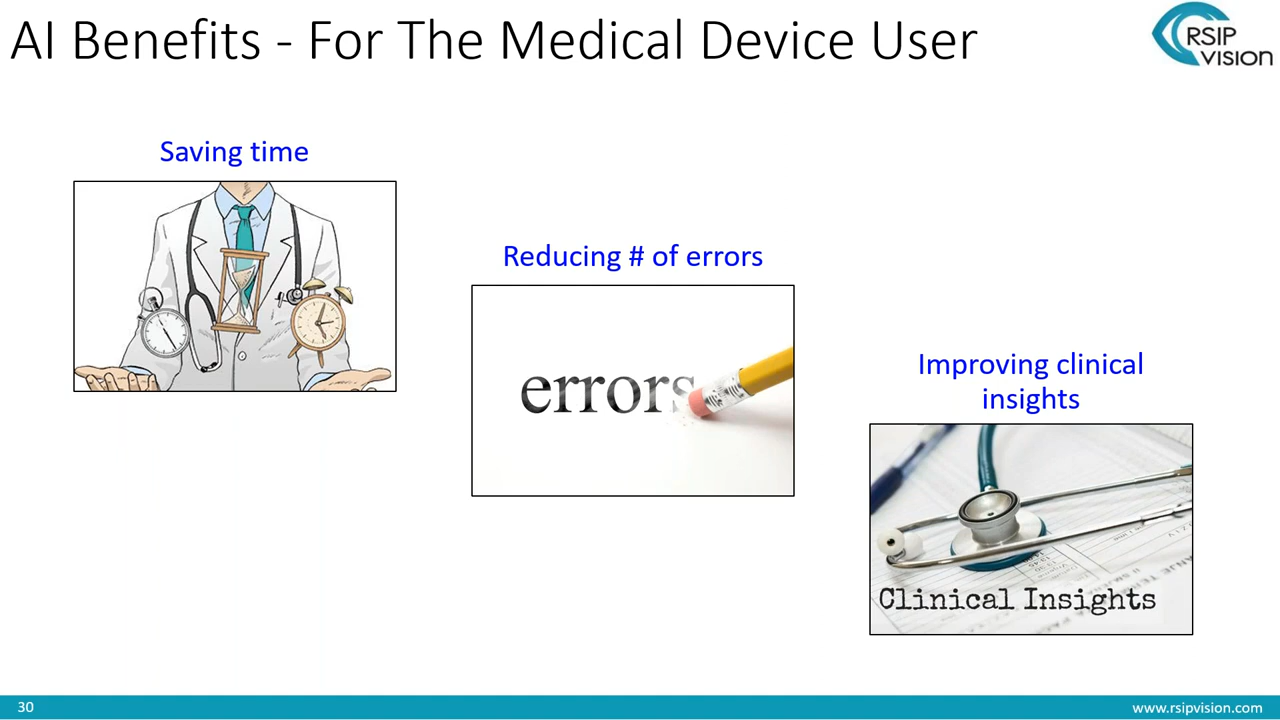 AI Benefits - For The Medical Device User
RSIP
VISION
Saving time
Reducing # of errors
errors
Improving clinical
insights
Clinical Insights
30
www.rsipvision.com